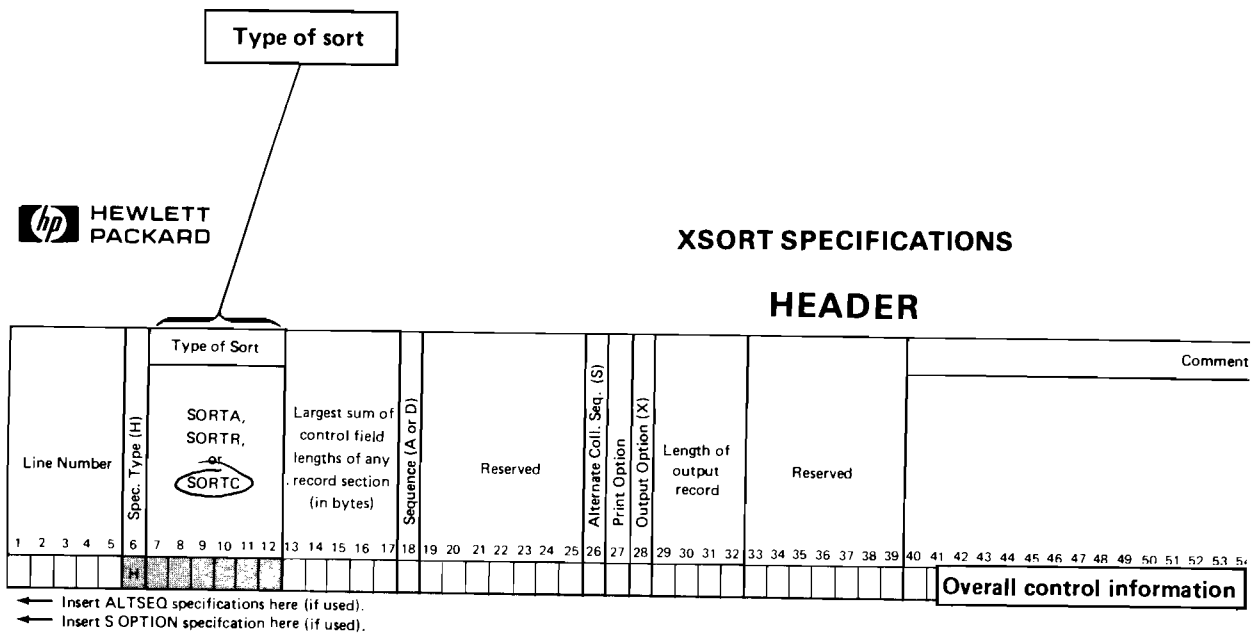 Type of sort
hp HEWLETT
PACKARD
XSORT SPECIFICATIONS
HEADER
Line Number
Spec. Type (H)
Type of Sort
SORTA,
SORTR,
or
SORTC
Largest sum of
control field
lengths of any
record section
(in bytes)
Sequence (A or D)
Reserved
Alternate Coll. Seq. (S)
Print Option
Output Option (X)
Length of
output
record
Reserved
Comment
1 2 3 4 5 6 7 8 9 10 11 12 13 14 15 16 17 18 19 20 21 22 23 24 25 26 27 28 29 30 31 32 33 34 35 36 37 38 39 40 41 42 43 44 45 46 47 48 49 50 51 52 53
H
Overall control information
Insert ALTSEQ specifications here (if used).
Insert S OPTION specifcation here (if used).